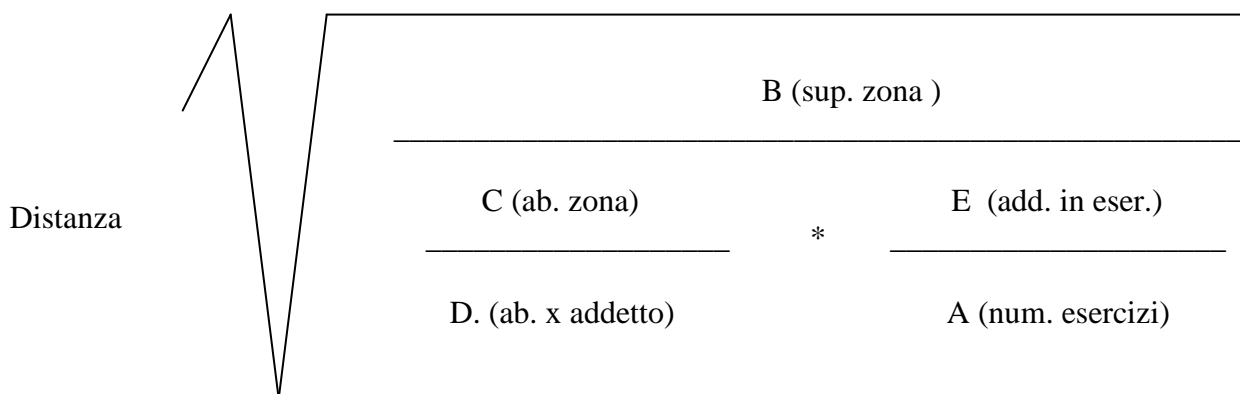 B (sup. zona )
C (ab. zona) E (add. in eser.)
Distanza *
D. (ab. x addetto) A (num. esercizi)